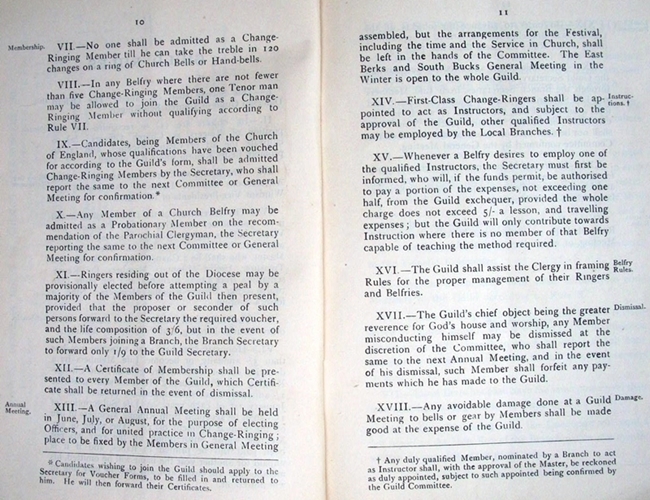 10
Membership.
VII.—No one shall be admitted as a Change-
Ringing Member till he can take the treble in 120
changes on a ring of Church Bells or Hand-bells.
VIII.—In any Belfry where there are not fewer
than five Change-Ringing Members, one Tenor man
may be allowed to join the Guild as a Change-
Ringing Member without qualifying according to
Rule VII.
IX.—Candidates, being Members of the Church
of England, whose qualifications have been vouched
for according to the Guild's form, shall be admitted
Change-Ringing Members by the Secretary, who shall
report the same to the next Committee or General
Meeting for confirmation.*
X.—Any Member of a Church Belfry may be
admitted as a Probationary Member on the recom-
mendation of the Parochial Clergyman, the Secretary
reporting the same to the next Committee or General
Meeting for confirmation.
XI.—Ringers residing out of the Diocese may be
provisionally elected before attempting a peal by a
majority of the Members of the Guild then present,
provided that the proposer or seconder of such
persons forward to the Secretary the required voucher,
and the life composition of 3/6, but in the event of
such Members joining a Branch, the Branch Secretary
to forward only 1/9 to the Guild Secretary.
XII.—A Certificate of Membership shall be pre-
sented to every Member of the Guild, which Certifi-
cate shall be returned in the event of dismissal.
Annual
Meeting.
XIII.—A General Annual Meeting shall be held
in June, July, or August, for the purpose of electing
Officers, and for united practice in Change-Ringing;
place to be fixed by the Members in General Meeting
* Candidates wishing to join the Guild should apply to the
Secretary for Voucher Forms, to be filled in and returned to
him. He will then forward their Certificates.
11
assembled, but the arrangements for the Festival,
including the time and the Service in Church, shall
be left in the hands of the Committee. The East
Berks and South Bucks General Meeting in the
Winter is open to the whole Guild.
XIV.—First-Class Change-Ringers shall be ap-
pointed to act as Instructors, and subject to the
approval of the Guild, other qualified Instructors
may be employed by the Local Branches. †
Instruc-
tions. †
XV.—Whenever a Belfry desires to employ one of
the qualified Instructors, the Secretary must first be
informed, who will, if the funds permit, be authorised
to pay a portion of the expenses, not exceeding one
half, from the Guild exchequer, provided the whole
charge does not exceed 5/- a lesson, and travelling
expenses; but the Guild will only contribute towards
Instruction where there is no member of that Belfry
capable of teaching the method required.
XVI.—The Guild shall assist the Clergy in framing
Rules for the proper management of their Ringers
and Belfries.
Belfry
Rules.
XVII.—The Guild's chief object being the greater
reverence for God's house and worship, any Member
misconducting himself may be dismissed at the
discretion of the Committee, who shall report the
same to the next Annual Meeting, and in the event
of his dismissal, such Member shall forfeit any pay-
ments which he has made to the Guild.
Dismissal.
XVIII.—Any avoidable damage done at a Guild
Meeting to bells or gear by Members shall be made
good at the expense of the Guild.
Damage.
† Any duly qualified Member, nominated by a Branch to act
as Instructor shall, with the approval of the Master, be reckoned
as duly appointed, subject to such appointed being confirmed by
the Guild Committee.